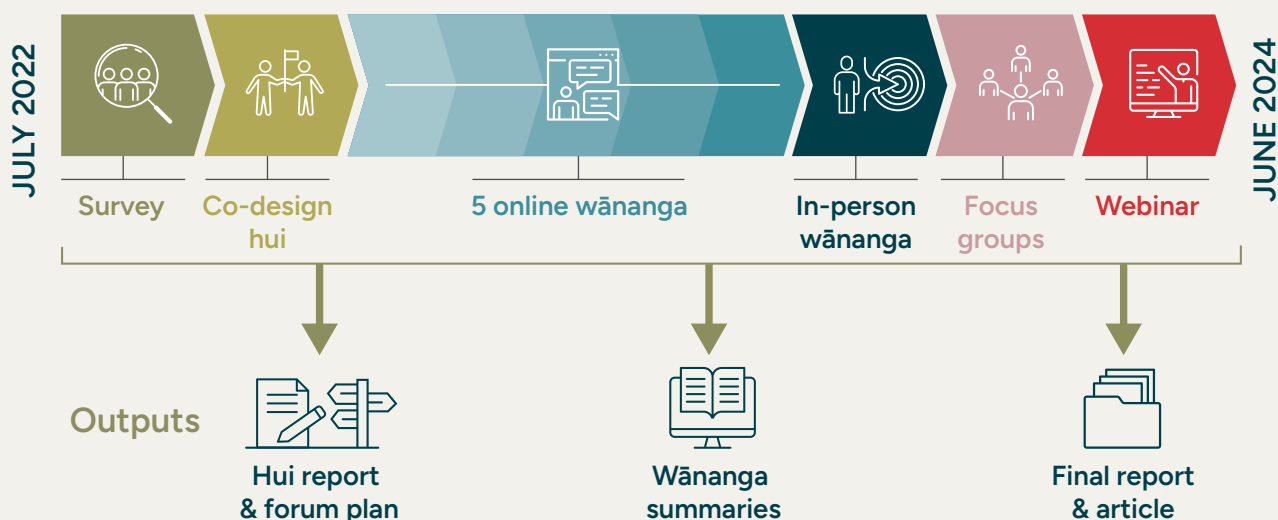 JULY 2022
JUNE 2024
Survey
Co-design
hui
5 online wānanga
In-person
wānanga
Focus
groups
Webinar
Outputs
Hui report
& forum plan
Wānanga
summaries
Final report
& article